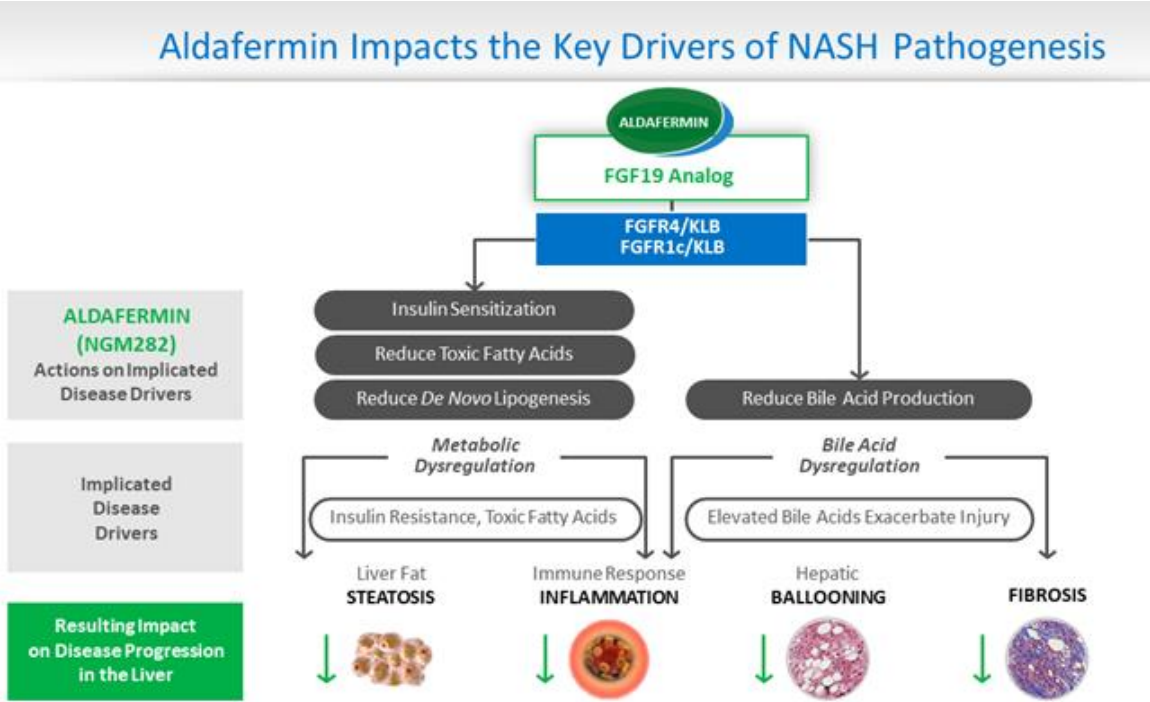 Aldafermin Impacts the Key Drivers of NASH Pathogenesis
ALDAFERMIN
FGF19 Analog
FGFR4/KLB
FGFR1c/KLB
ALDAFERMIN
(NGM282)
Actions on Implicated
Disease Drivers
Insulin Sensitization
Reduce Toxic Fatty Acids
Reduce De Novo Lipogenesis
Reduce Bile Acid Production
Implicated
Disease
Drivers
Metabolic
Dysregulation
Bile Acid
Dysregulation
Insulin Resistance, Toxic Fatty Acids
Elevated Bile Acids Exacerbate Injury
Resulting Impact
on Disease Progression
in the Liver
Liver Fat
STEATOSIS
Immune Response
INFLAMMATION
Hepatic
BALLOONING
FIBROSIS